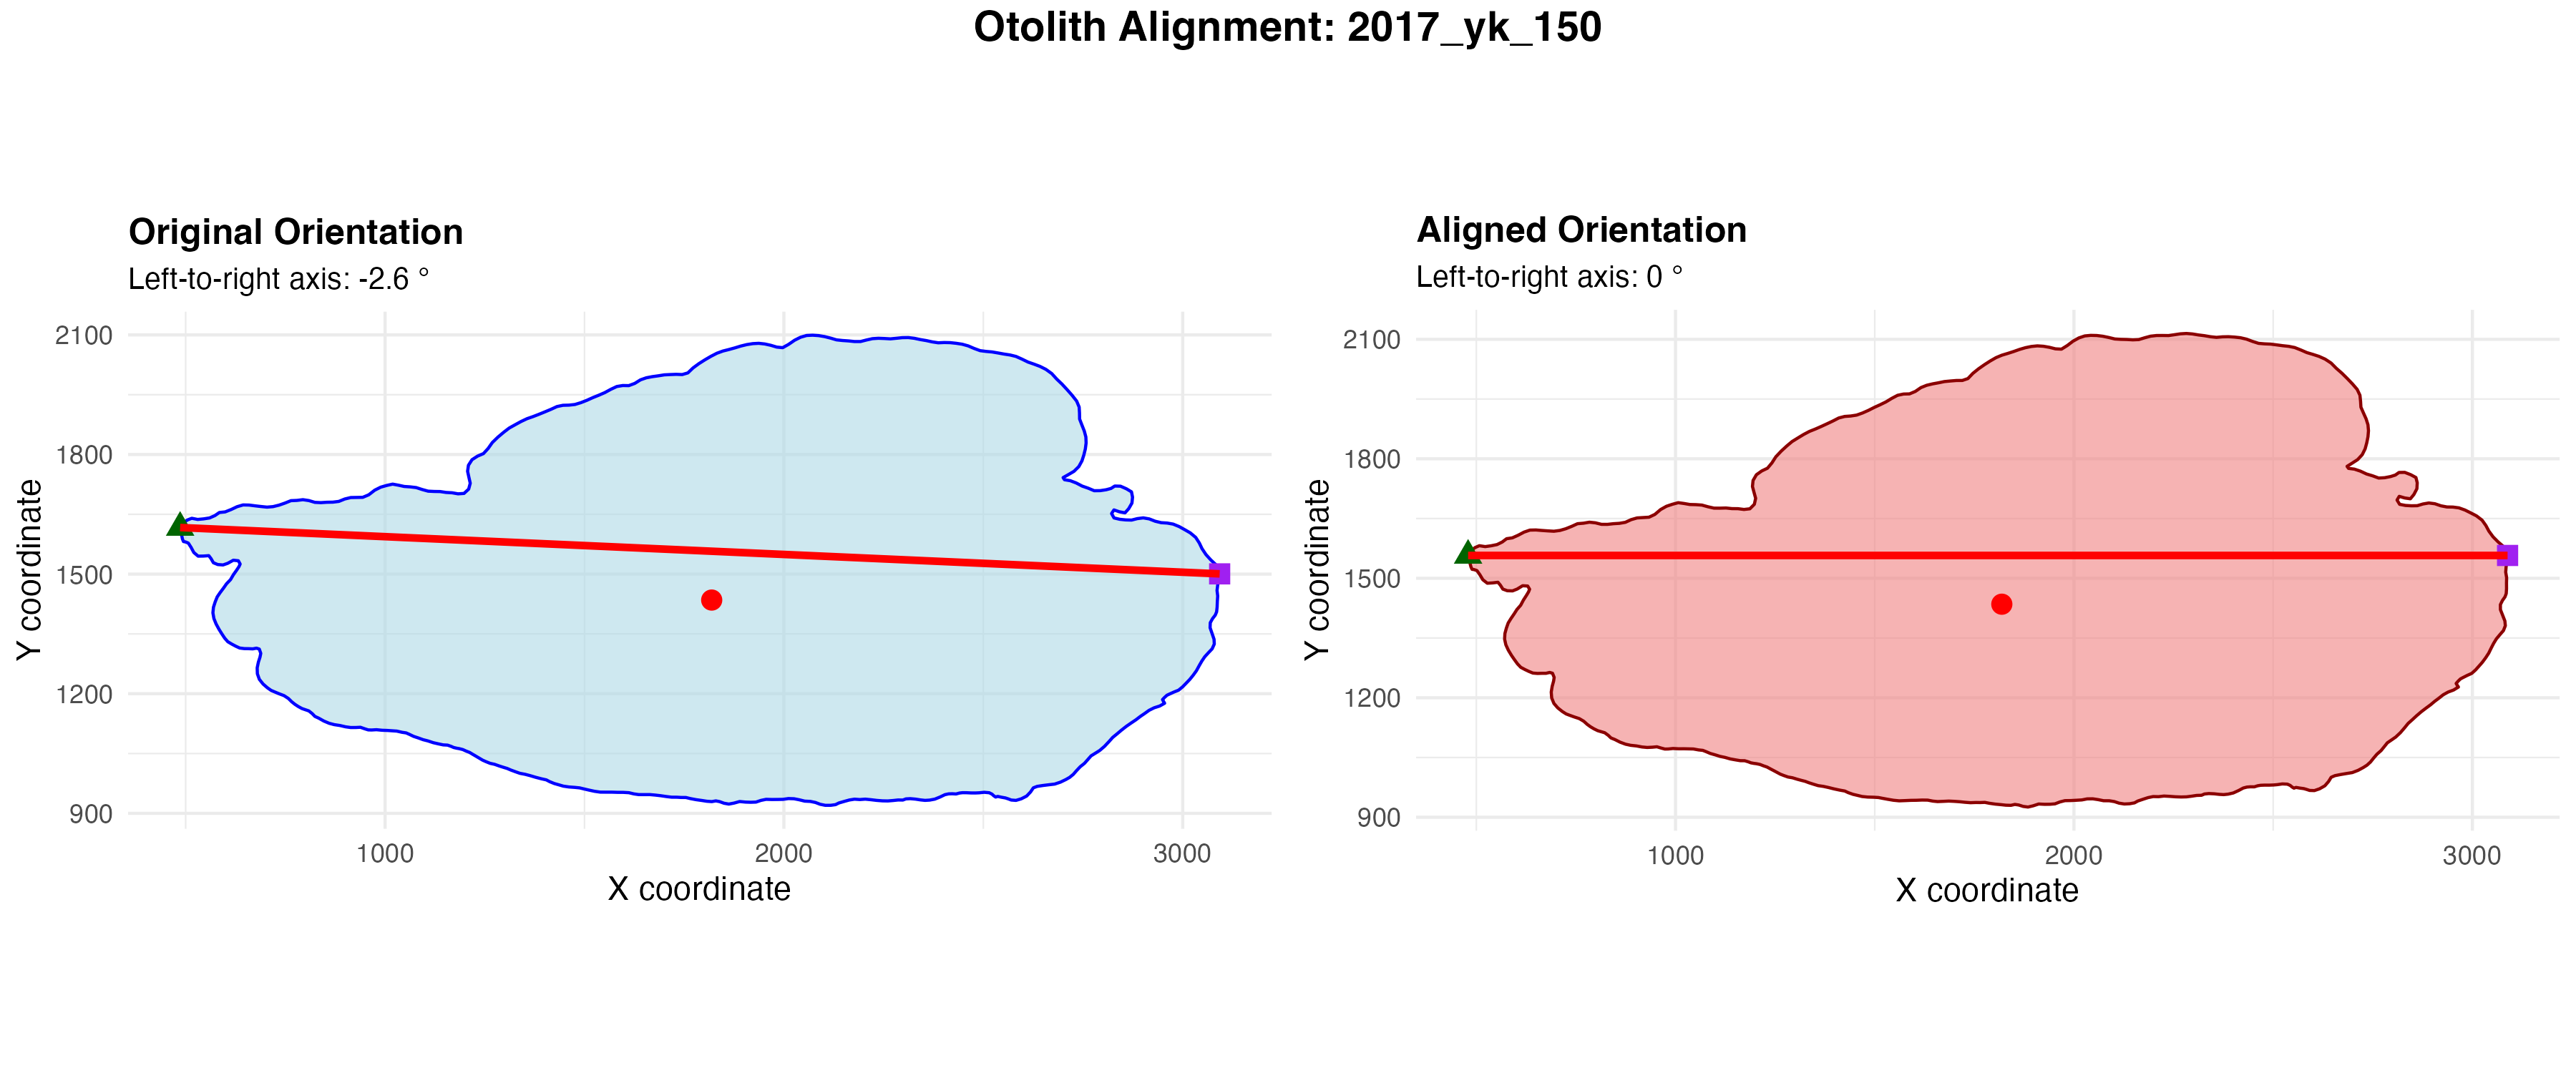 Otolith Alignment: 2017_yk_150
Original Orientation
Left-to-right axis: -2.6 °
2100
1800
1500
1200
900
Y coordinate
1000
2000
3000
X coordinate
Aligned Orientation
Left-to-right axis: 0 °
2100
1800
1500
1200
900
Y coordinate
1000
2000
3000
X coordinate